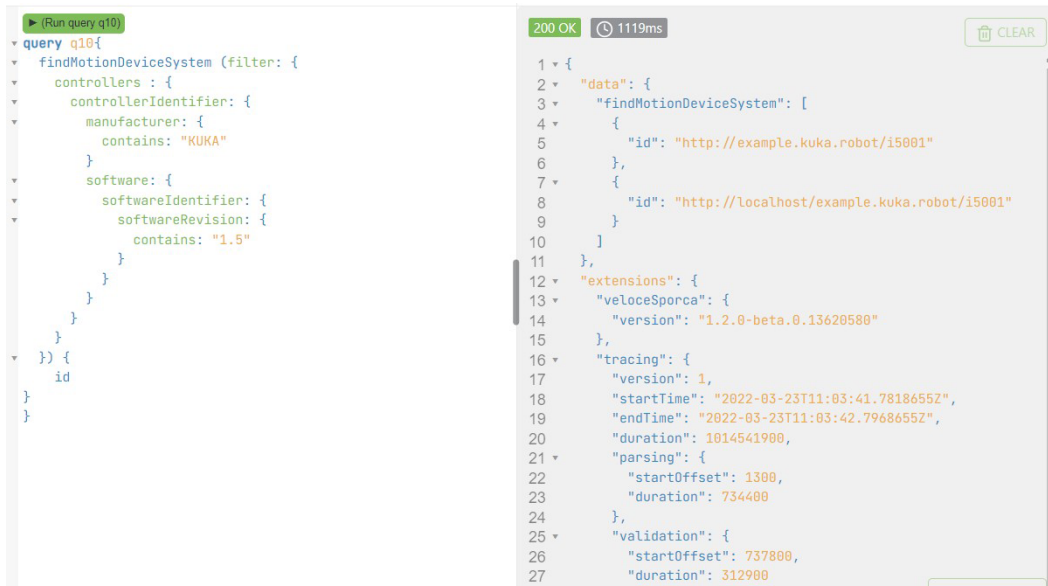 ▶ (Run query q10)
query q10{
  findMotionDeviceSystem (filter: {
    controllers : {
      controllerIdentifier: {
        manufacturer: {
          contains: "KUKA"
        }
        software: {
          softwareIdentifier: {
            softwareRevision: {
              contains: "1.5"
            }
          }
        }
      }
    }
  }) {
    id
}
}
200 OK 1119ms CLEAR
1 {
2 "data": {
3 "findMotionDeviceSystem": [
4 {
5 "id": "http://example.kuka.robot/i5001"
6 },
7 {
8 "id": "http://localhost/example.kuka.robot/i5001"
9 }
10 ]
11 },
12 "extensions": {
13 "veloceSporca": {
14 "version": "1.2.0-beta.0.13620580"
15 },
16 "tracing": {
17 "version": 1,
18 "startTime": "2022-03-23T11:03:41.7818655Z",
19 "endTime": "2022-03-23T11:03:42.7968655Z",
20 "duration": 1014541900,
21 "parsing": {
22 "startOffset": 1300,
23 "duration": 734400
24 },
25 "validation": {
26 "startOffset": 737800,
27 "duration": 312900